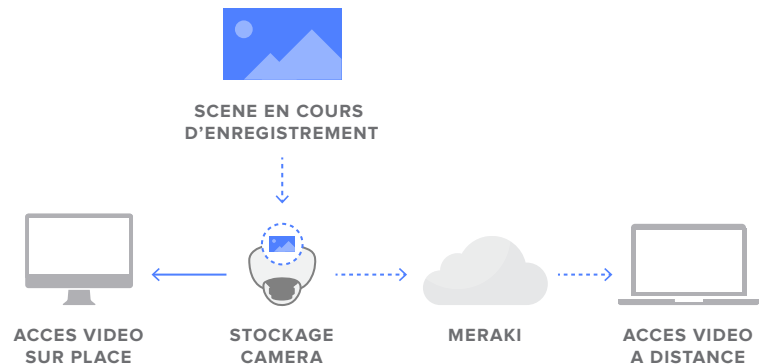 SCENE EN COURS
D’ENREGISTREMENT
ACCES VIDEO
SUR PLACE
STOCKAGE
CAMERA
MERAKI
ACCES VIDEO
A DISTANCE